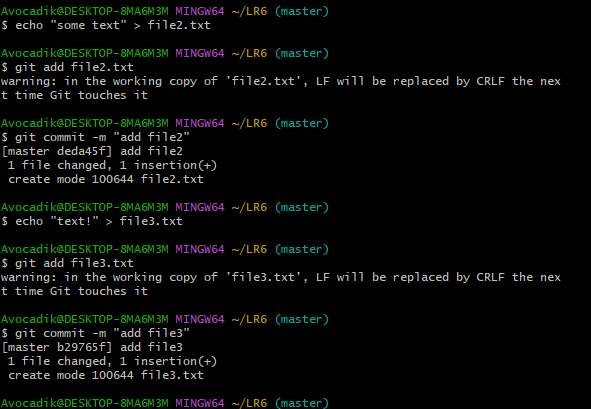 Avocadik@DESKTOP-8MA6M3M MINGW64 ~/LR6 (master)
$ echo "some text" > file2.txt
Avocadik@DESKTOP-8MA6M3M MINGW64 ~/LR6 (master)
$ git add file2.txt
warning: in the working copy of 'file2.txt', LF will be replaced by CRLF the nex
t time Git touches it
Avocadik@DESKTOP-8MA6M3M MINGW64 ~/LR6 (master)
$ git commit -m "add file2"
[master deda45f] add file2
 1 file changed, 1 insertion(+)
 create mode 100644 file2.txt
Avocadik@DESKTOP-8MA6M3M MINGW64 ~/LR6 (master)
$ echo "text!" > file3.txt
Avocadik@DESKTOP-8MA6M3M MINGW64 ~/LR6 (master)
$ git add file3.txt
warning: in the working copy of 'file3.txt', LF will be replaced by CRLF the nex
t time Git touches it
Avocadik@DESKTOP-8MA6M3M MINGW64 ~/LR6 (master)
$ git commit -m "add file3"
[master b29765f] add file3
 1 file changed, 1 insertion(+)
 create mode 100644 file3.txt
Avocadik@DESKTOP-8MA6M3M MINGW64 ~/LR6 (master)